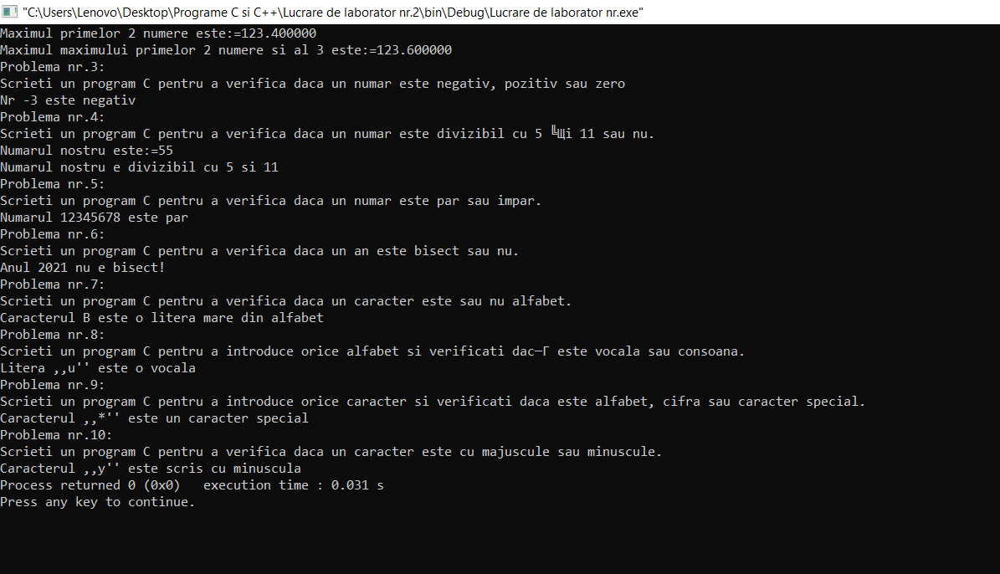 "C:\Users\Lenovo\Desktop\Programe C si C++\Lucrare de laborator nr.2\bin\Debug\Lucrare de laborator nr.exe"
Maximul primelor 2 numere este:=123.400000
Maximul maximului primelor 2 numere si al 3 este:=123.600000
Problema nr.3:
Scrieti un program C pentru a verifica daca un numar este negativ, pozitiv sau zero
Nr -3 este negativ
Problema nr.4:
Scrieti un program C pentru a verifica daca un numar este divizibil cu 5 ╚Щi 11 sau nu.
Numarul nostru este:=55
Numarul nostru e divizibil cu 5 si 11
Problema nr.5:
Scrieti un program C pentru a verifica daca un numar este par sau impar.
Numarul 12345678 este par
Problema nr.6:
Scrieti un program C pentru a verifica daca un an este bisect sau nu.
Anul 2021 nu e bisect!
Problema nr.7:
Scrieti un program C pentru a verifica daca un caracter este sau nu alfabet.
Caracterul B este o litera mare din alfabet
Problema nr.8:
Scrieti un program C pentru a introduce orice alfabet si verificati dac─Г este vocala sau consoana.
Litera ,,u'' este o vocala
Problema nr.9:
Scrieti un program C pentru a introduce orice caracter si verificati daca este alfabet, cifra sau caracter special.
Caracterul ,,*'' este un caracter special
Problema nr.10:
Scrieti un program C pentru a verifica daca un caracter este cu majuscule sau minuscule.
Caracterul ,,y'' este scris cu minuscula
Process returned 0 (0x0)   execution time : 0.031 s
Press any key to continue.